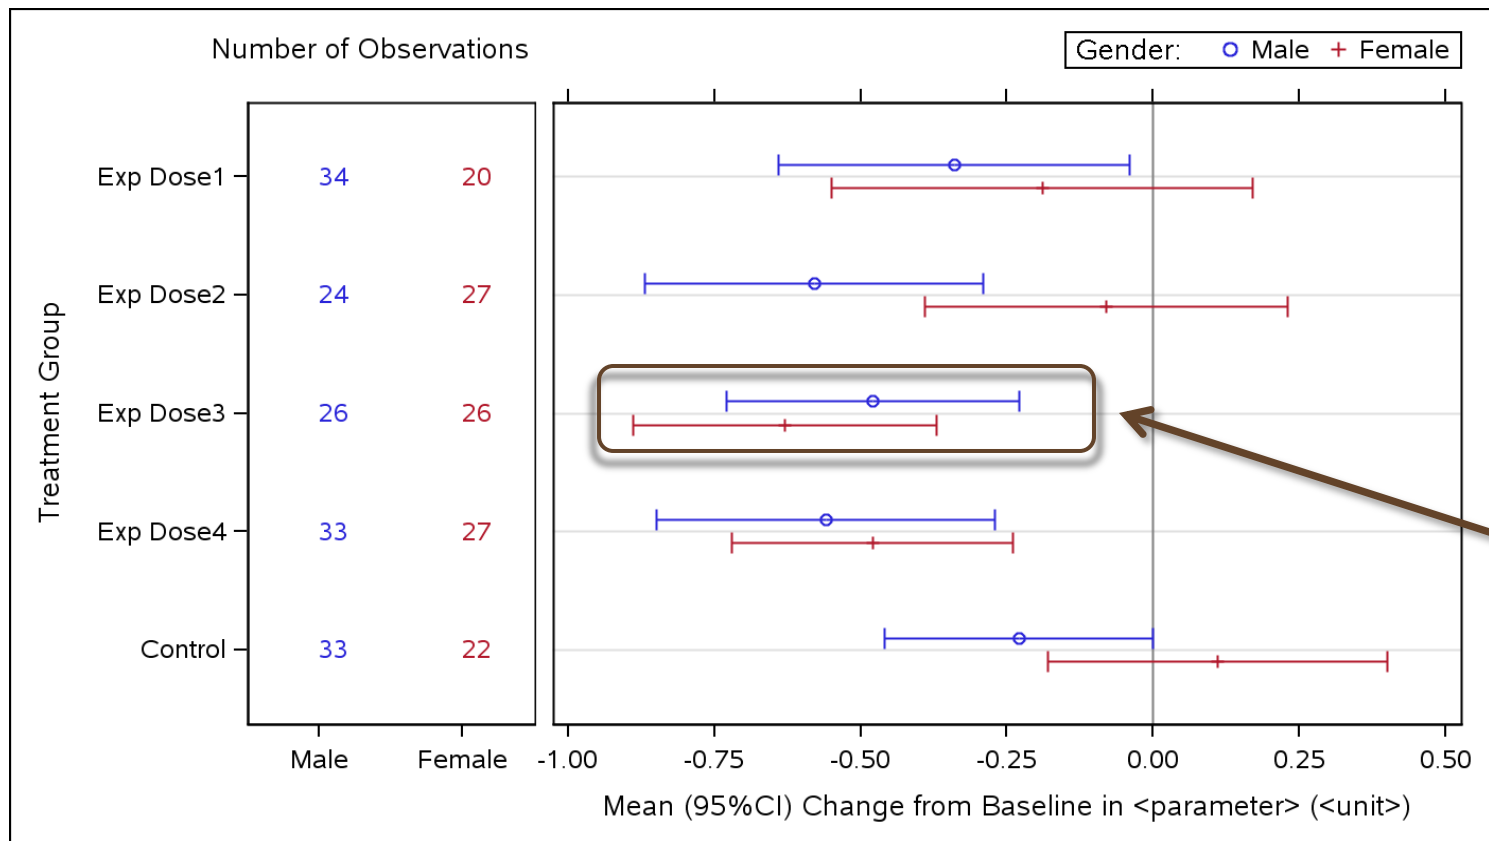 Number of Observations
Gender: Male Female
Treatment Group
Exp Dose1 34 20
Exp Dose2 24 27
Exp Dose3 26 26
Exp Dose4 33 27
Control 33 22
Male Female -1.00 -0.75 -0.50 -0.25 0.00 0.25 0.50
Mean (95%CI) Change from Baseline in <parameter> (<unit>)